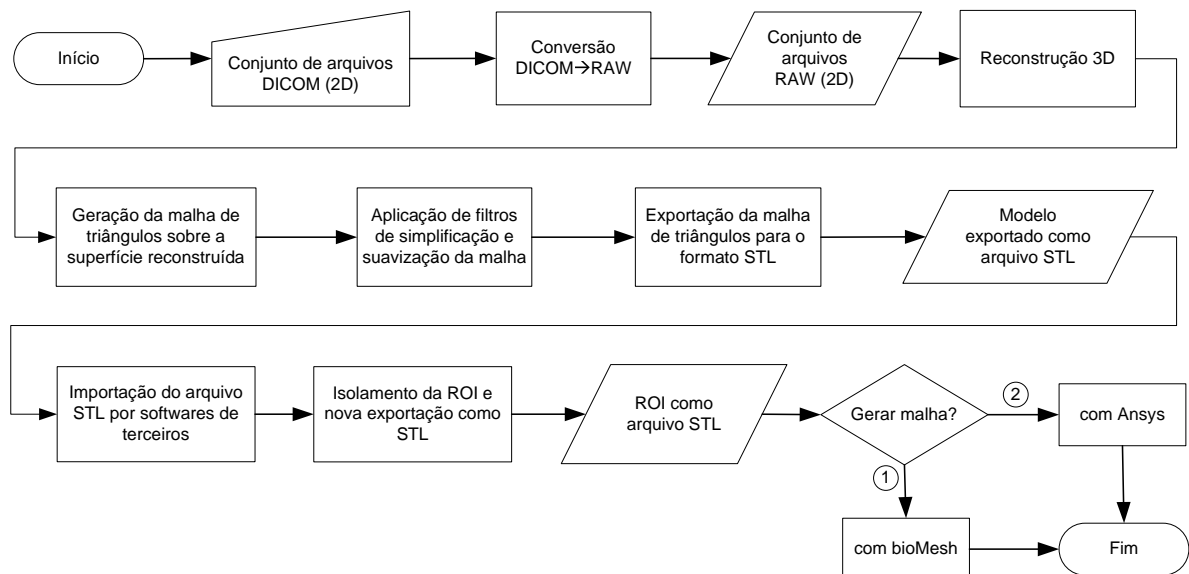 Início
Conjunto de arquivos
DICOM (2D)
Conversão
DICOM→RAW
Conjunto de
arquivos
RAW (2D)
Reconstrução 3D
Geração da malha de
triângulos sobre a
superfície reconstruída
Aplicação de filtros
de simplificação e
suavização da malha
Exportação da malha
de triângulos para o
formato STL
Modelo
exportado como
arquivo STL
Importação do arquivo
STL por softwares de
terceiros
Isolamento da ROI e
nova exportação como
STL
ROI como
arquivo STL
Gerar malha?
2
com Ansys
1
com bioMesh
Fim